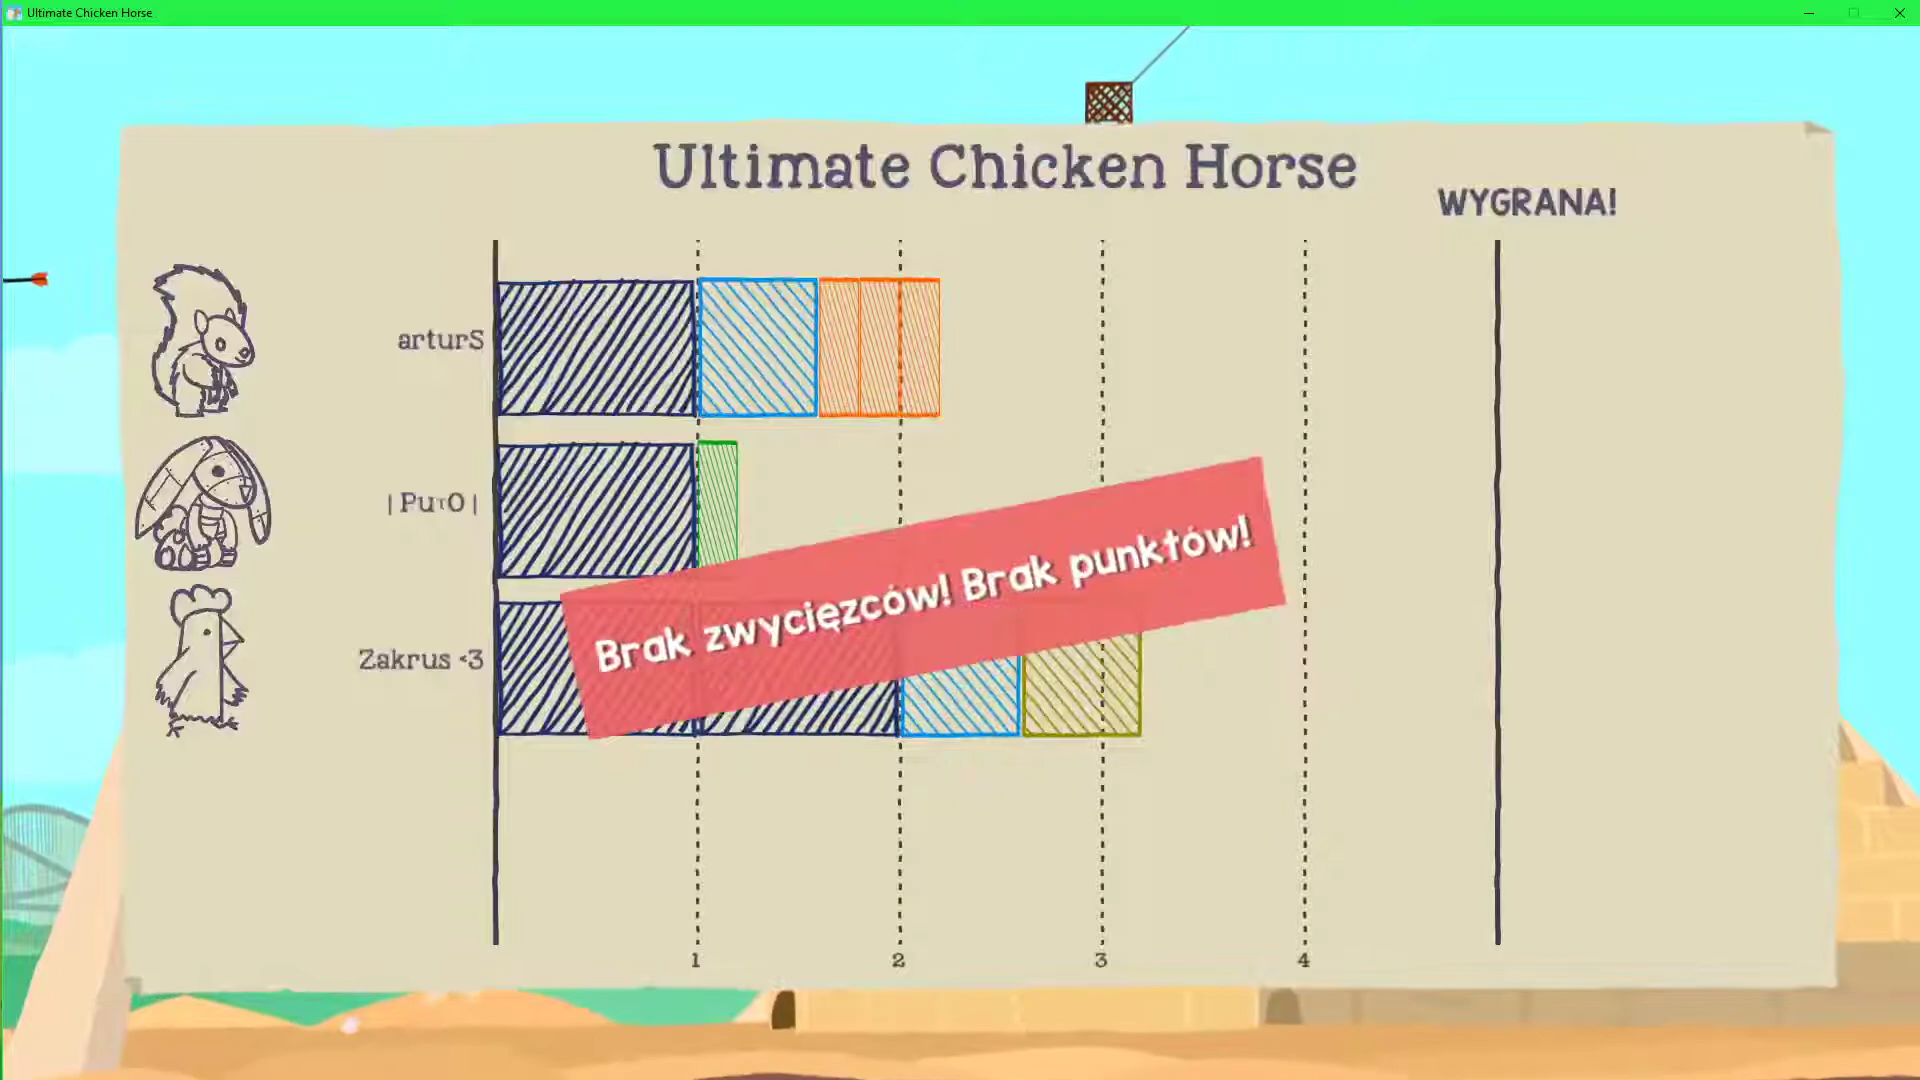 Ultimate Chicken Horse
Ultimate Chicken Horse
WYGRANA!
arturS
| PuтO |
Brak zwycięzców! Brak punktów!
Zakrus <3
1 2 3 4